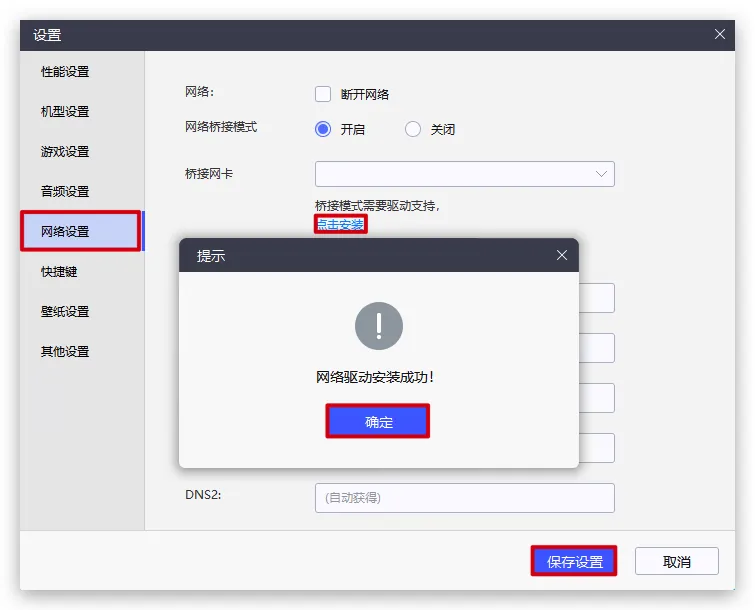 设置
性能设置
机型设置
游戏设置
音频设置
网络设置
快捷键
壁纸设置
其他设置
网络：
断开网络
网络桥接模式
开启
关闭
桥接网卡
桥接模式需要驱动支持，
点击安装
提示
网络驱动安装成功！
确定
DNS2:
(自动获得)
保存设置
取消